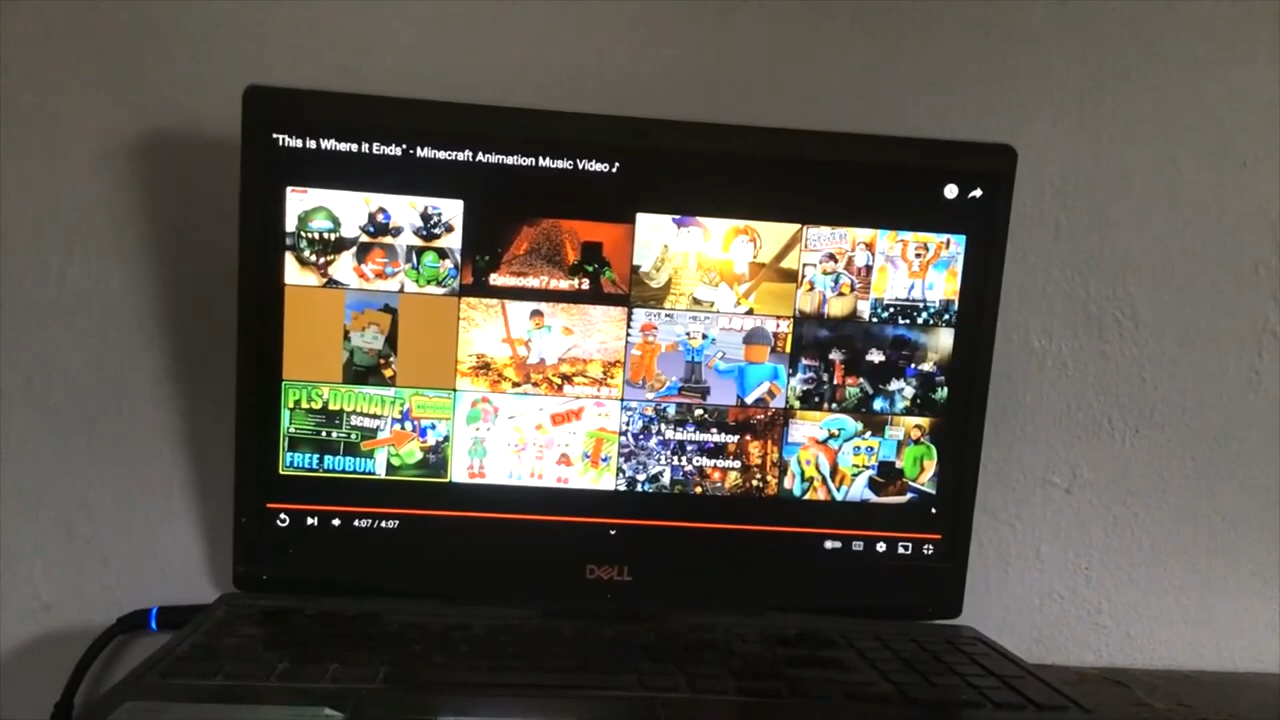 "This is Where it Ends" - Minecraft Animation Music Video ♪
Episode7 part 2
GIVE ME
HELP!
ROBLOX
PLS DONATE
SCRIPT
FREE ROBUX
DIY
Rainimator
1-11 Chrono
4:07 / 4:07
DELL